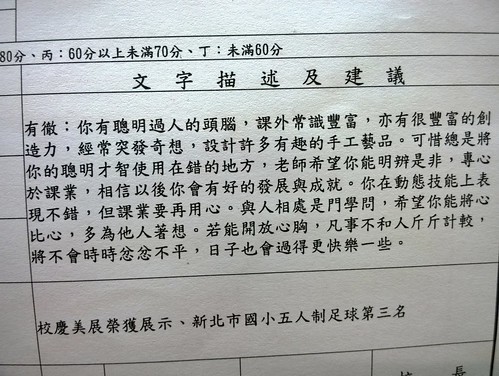 80分、丙：60分以上未滿70分、丁：未滿60分
文字描述及建議
有徵：你有聰明過人的頭腦，課外常識豐富，亦有很豐富的創
造力，經常突發奇想，設計許多有趣的手工藝品。可惜總是將
你的聰明才智使用在錯的地方，老師希望你能明辨是非，專心
於課業，相信以後你會有好的發展與成就。你在動態技能上表
現不錯，但課業要再用心。與人相處是門學問，希望你能將心
比心，多為他人著想。若能開放心胸，凡事不和人斤斤計較，
將不會時時忿忿不平，日子也會過得更快樂一些。
校慶美展榮獲展示、新北市國小五人制足球第三名
長